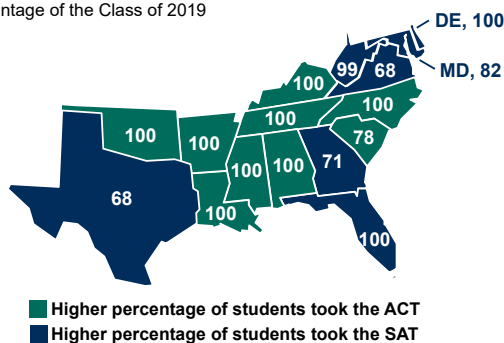 ntage of the Class of 2019
DE, 100
MD, 82
99
68
100
100
100
78
100
100
71
100
100
68
100
100
Higher percentage of students took the ACT
Higher percentage of students took the SAT